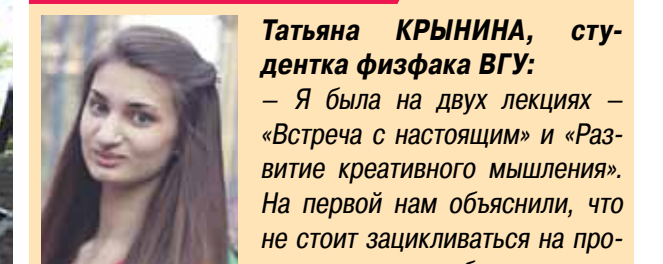 Татьяна КРЫНИНА, сту-
дентка физфака ВГУ:
– Я была на двух лекциях –
«Встреча с настоящим» и «Раз-
витие креативного мышления».
На первой нам объяснили, что
не стоит зацикливаться на про-